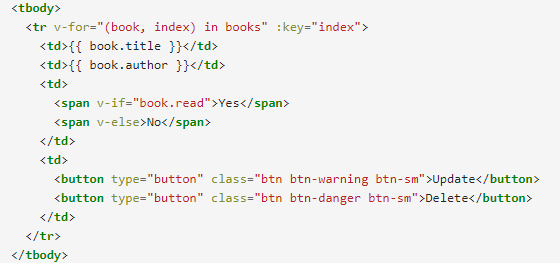 <tbody>
  <tr v-for="(book, index) in books" :key="index">
    <td>{{ book.title }}</td>
    <td>{{ book.author }}</td>
    <td>
      <span v-if="book.read">Yes</span>
      <span v-else>No</span>
    </td>
    <td>
      <button type="button" class="btn btn-warning btn-sm">Update</button>
      <button type="button" class="btn btn-danger btn-sm">Delete</button>
    </td>
  </tr>
</tbody>